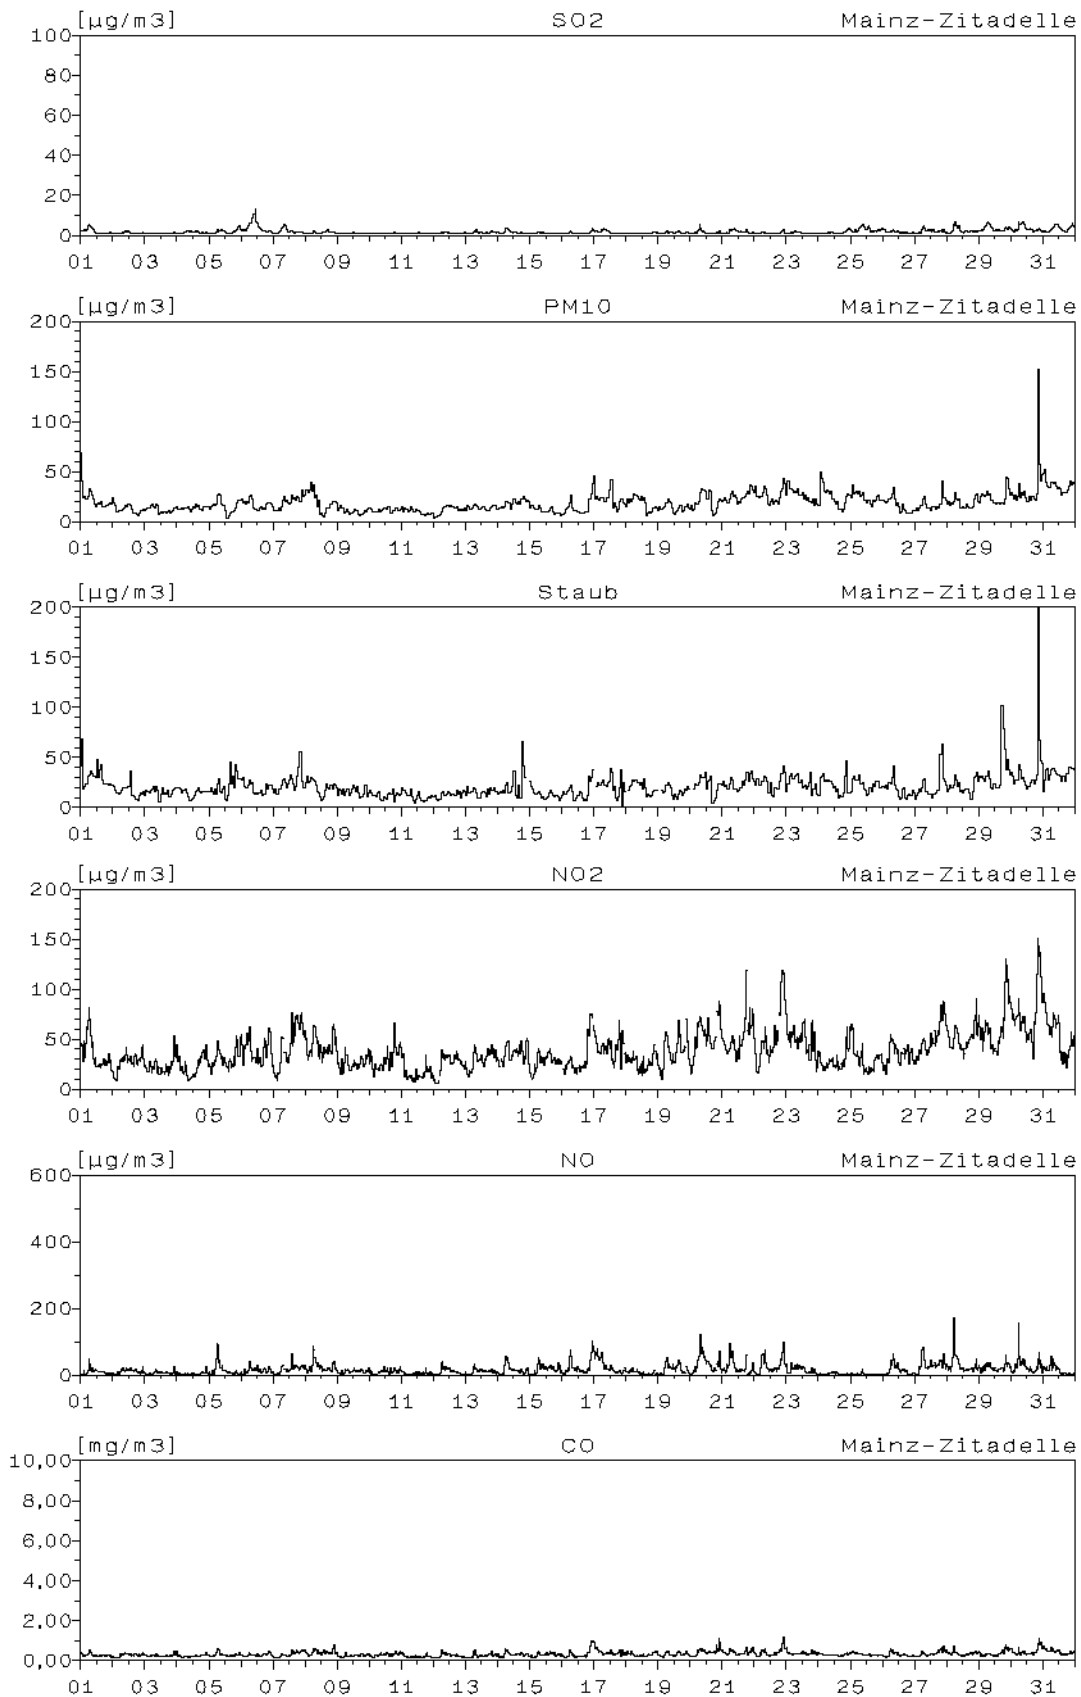 [µg/m3] SO2 Mainz-Zitadelle
100
80
60
40
20
0
01 03 05 07 09 11 13 15 17 19 21 23 25 27 29 31
[µg/m3] PM10 Mainz-Zitadelle
200
150
100
50
0
01 03 05 07 09 11 13 15 17 19 21 23 25 27 29 31
[µg/m3] Staub Mainz-Zitadelle
200
150
100
50
0
01 03 05 07 09 11 13 15 17 19 21 23 25 27 29 31
[µg/m3] NO2 Mainz-Zitadelle
200
150
100
50
0
01 03 05 07 09 11 13 15 17 19 21 23 25 27 29 31
[µg/m3] NO Mainz-Zitadelle
600
400
200
0
01 03 05 07 09 11 13 15 17 19 21 23 25 27 29 31
[mg/m3] CO Mainz-Zitadelle
10,00
8,00
6,00
4,00
2,00
0,00
01 03 05 07 09 11 13 15 17 19 21 23 25 27 29 31